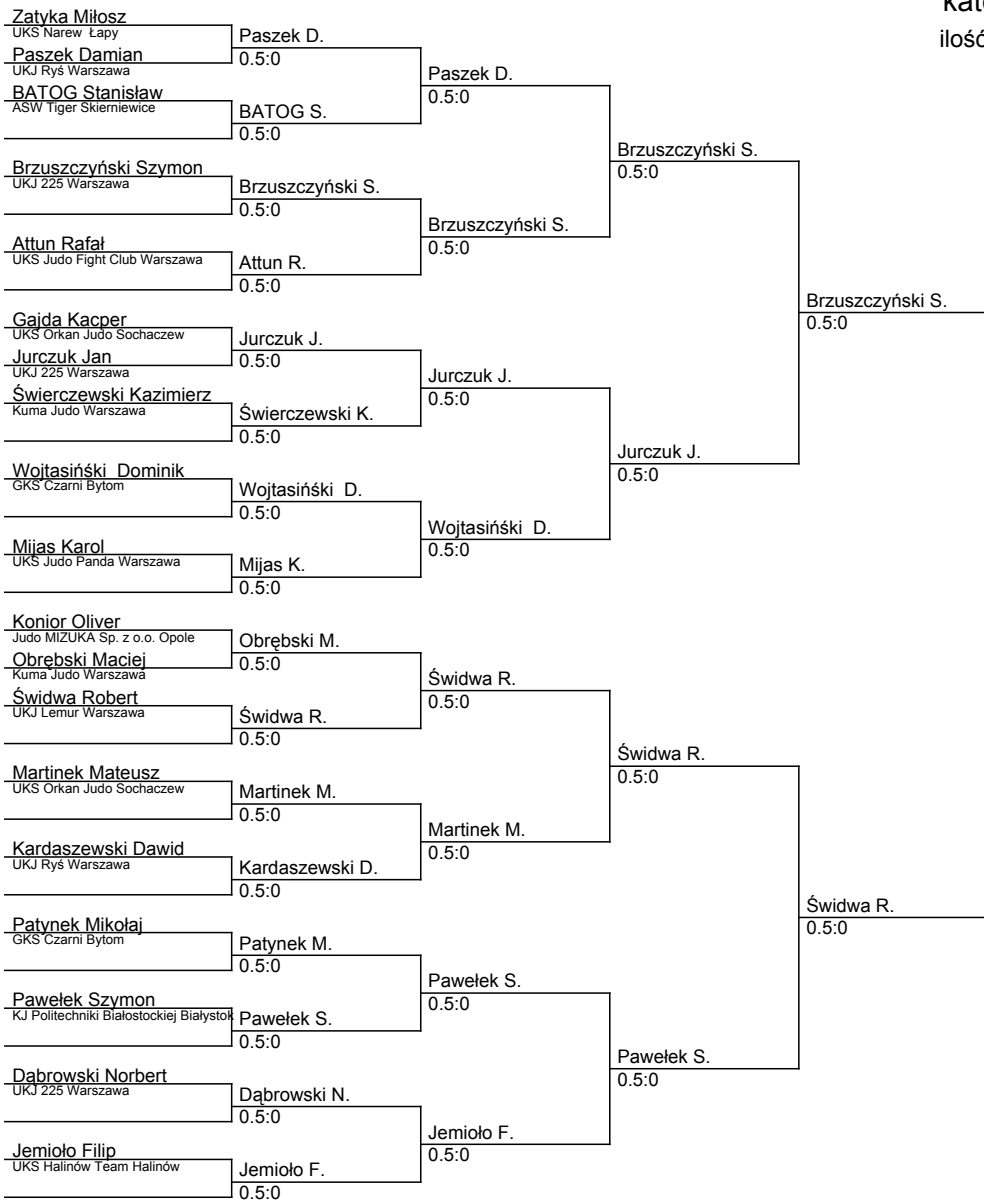 kate
ilość
Zatyka Miłosz
UKS Narew Łapy
Paszek Damian
UKJ Ryś Warszawa
BATOG Stanisław
ASW Tiger Skierniewice
Brzuszczyński Szymon
UKJ 225 Warszawa
Attun Rafał
UKS Judo Fight Club Warszawa
Gajda Kacper
UKS Orkan Judo Sochaczew
Jurczuk Jan
UKJ 225 Warszawa
Świerczewski Kazimierz
Kuma Judo Warszawa
Wojtasińśki Dominik
GKS Czarni Bytom
Mijas Karol
UKS Judo Panda Warszawa
Konior Oliver
Judo MIZUKA Sp. z o.o. Opole
Obrębski Maciej
Kuma Judo Warszawa
Świdwa Robert
UKJ Lemur Warszawa
Martinek Mateusz
UKS Orkan Judo Sochaczew
Kardaszewski Dawid
UKJ Ryś Warszawa
Patynek Mikołaj
GKS Czarni Bytom
Pawełek Szymon
KJ Politechniki Białostockiej Białystok
Dąbrowski Norbert
UKJ 225 Warszawa
Jemioło Filip
UKS Halinów Team Halinów
Paszek D.
0.5:0
BATOG S.
0.5:0
Brzuszczyński S.
0.5:0
Attun R.
0.5:0
Jurczuk J.
0.5:0
Świerczewski K.
0.5:0
Wojtasińśki D.
0.5:0
Mijas K.
0.5:0
Obrębski M.
0.5:0
Świdwa R.
0.5:0
Martinek M.
0.5:0
Kardaszewski D.
0.5:0
Patynek M.
0.5:0
Pawełek S.
0.5:0
Dąbrowski N.
0.5:0
Jemioło F.
0.5:0
Paszek D.
0.5:0
Brzuszczyński S.
0.5:0
Jurczuk J.
0.5:0
Wojtasińśki D.
0.5:0
Świdwa R.
0.5:0
Martinek M.
0.5:0
Pawełek S.
0.5:0
Jemioło F.
0.5:0
Brzuszczyński S.
0.5:0
Jurczuk J.
0.5:0
Świdwa R.
0.5:0
Pawełek S.
0.5:0
Brzuszczyński S.
0.5:0
Świdwa R.
0.5:0